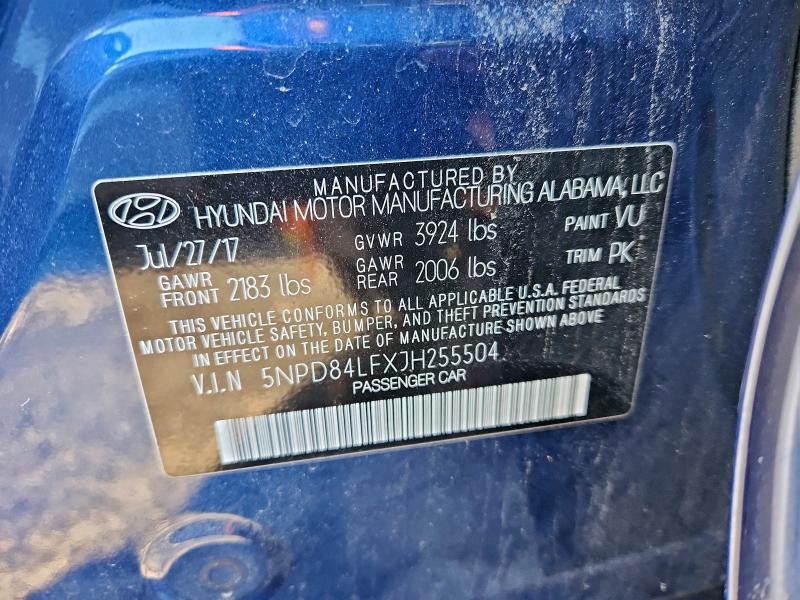 MANUFACTURED BY
HYUNDAI MOTOR MANUFACTURING ALABAMA, LLC
Jul/27/17 GVWR 3924 lbs PAINT VU
GAWR FRONT 2183 lbs GAWR REAR 2006 lbs TRIM PK
THIS VEHICLE CONFORMS TO ALL APPLICABLE U.S.A. FEDERAL
MOTOR VEHICLE SAFETY, BUMPER, AND THEFT PREVENTION STANDARDS
IN EFFECT ON THE DATE OF MANUFACTURE SHOWN ABOVE
V.I.N 5NPD84LFXJH255504
PASSENGER CAR